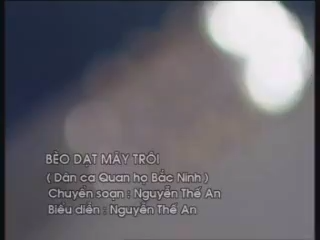 BÈO DẠT MÂY TRÔI
( Dân ca Quan họ Bắc Ninh )
Chuyển soạn : Nguyễn Thế An
Biểu diễn : Nguyễn Thế An